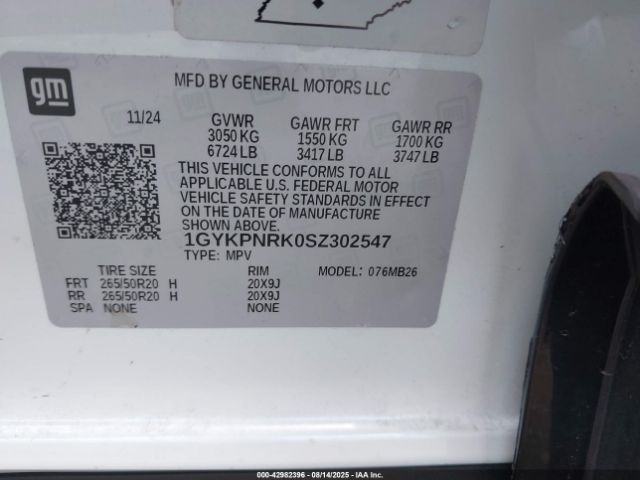 gm
MFD BY GENERAL MOTORS LLC
11/24 GVWR GAWR FRT GAWR RR
3050 KG 1550 KG 1700 KG
6724 LB 3417 LB 3747 LB
THIS VEHICLE CONFORMS TO ALL
APPLICABLE U.S. FEDERAL MOTOR
VEHICLE SAFETY STANDARDS IN EFFECT
ON THE DATE OF MANUFACTURE
SHOWN ABOVE.
1GYKPNRK0SZ302547
TYPE: MPV MODEL: 076MB26
TIRE SIZE RIM
FRT 265/50R20 H 20X9J
RR 265/50R20 H 20X9J
SPA NONE NONE
000-42982396 - 08/14/2025 - IAA Inc.